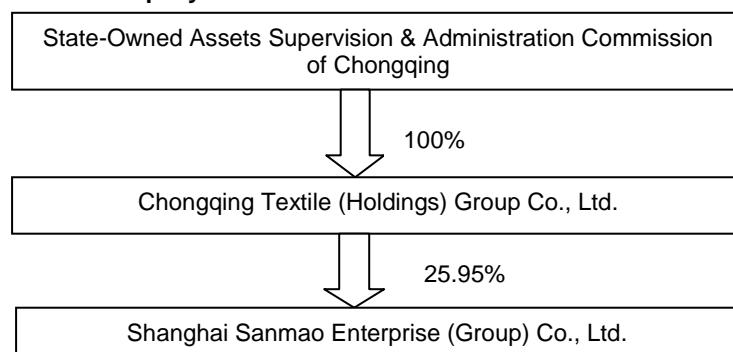 State-Owned Assets Supervision & Administration Commission
of Chongqing
100%
Chongqing Textile (Holdings) Group Co., Ltd.
25.95%
Shanghai Sanmao Enterprise (Group) Co., Ltd.